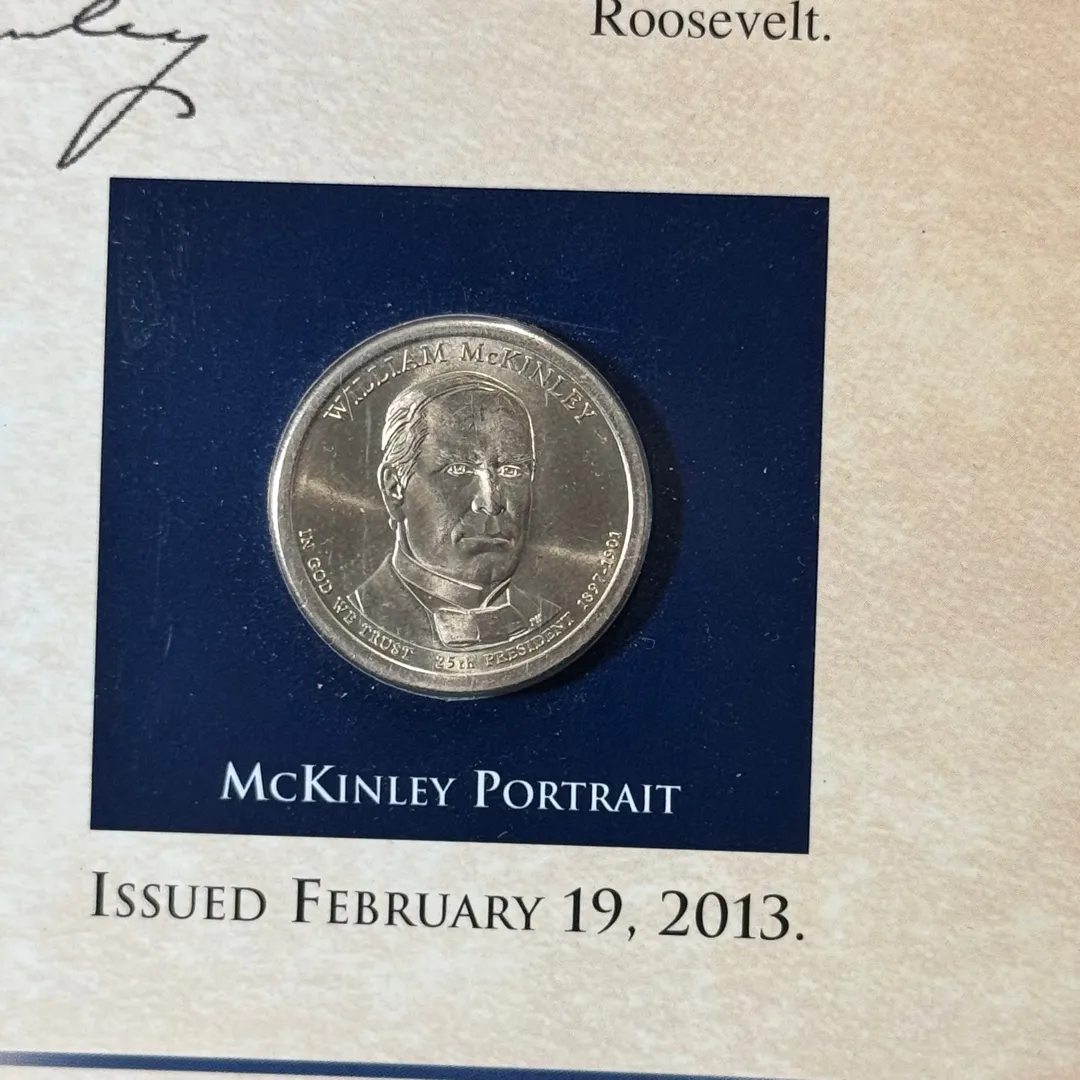 Roosevelt.
WILLIAM McKINLEY
IN GOD WE TRUST
25th PRESIDENT 1897-1901
McKinley Portrait
Issued February 19, 2013.